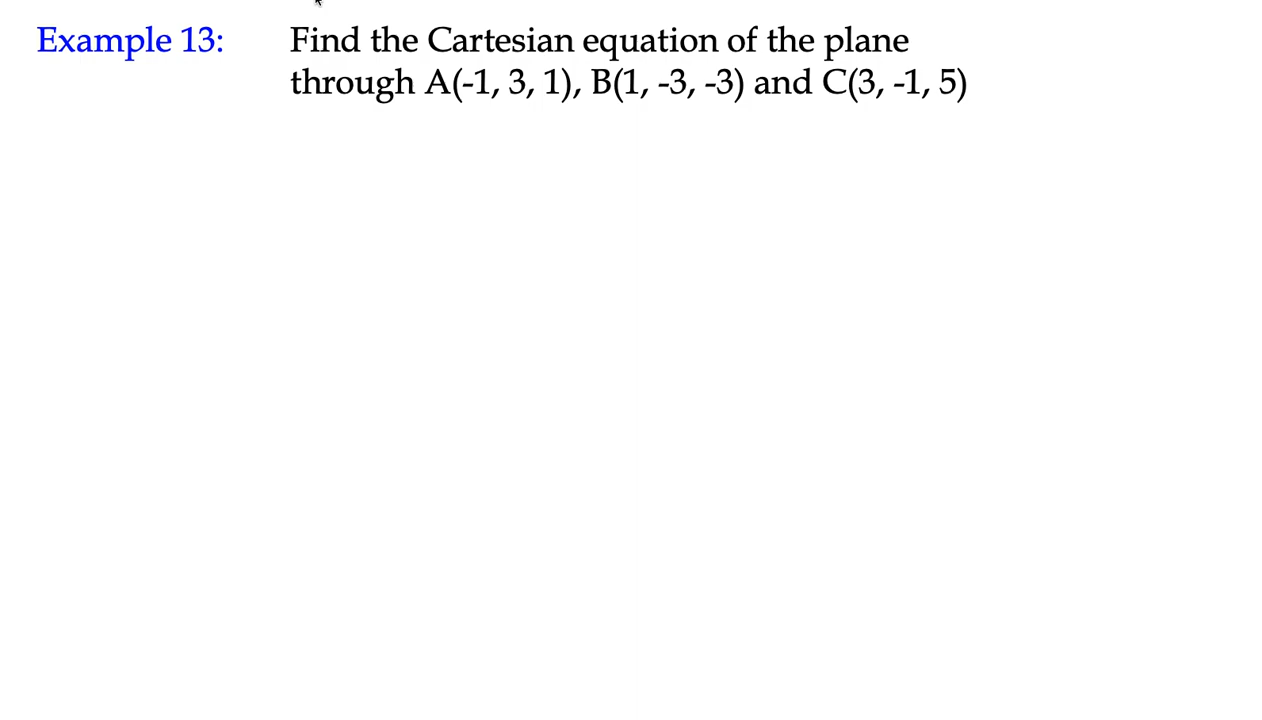 Example 13: Find the Cartesian equation of the plane
through A(-1, 3, 1), B(1, -3, -3) and C(3, -1, 5)